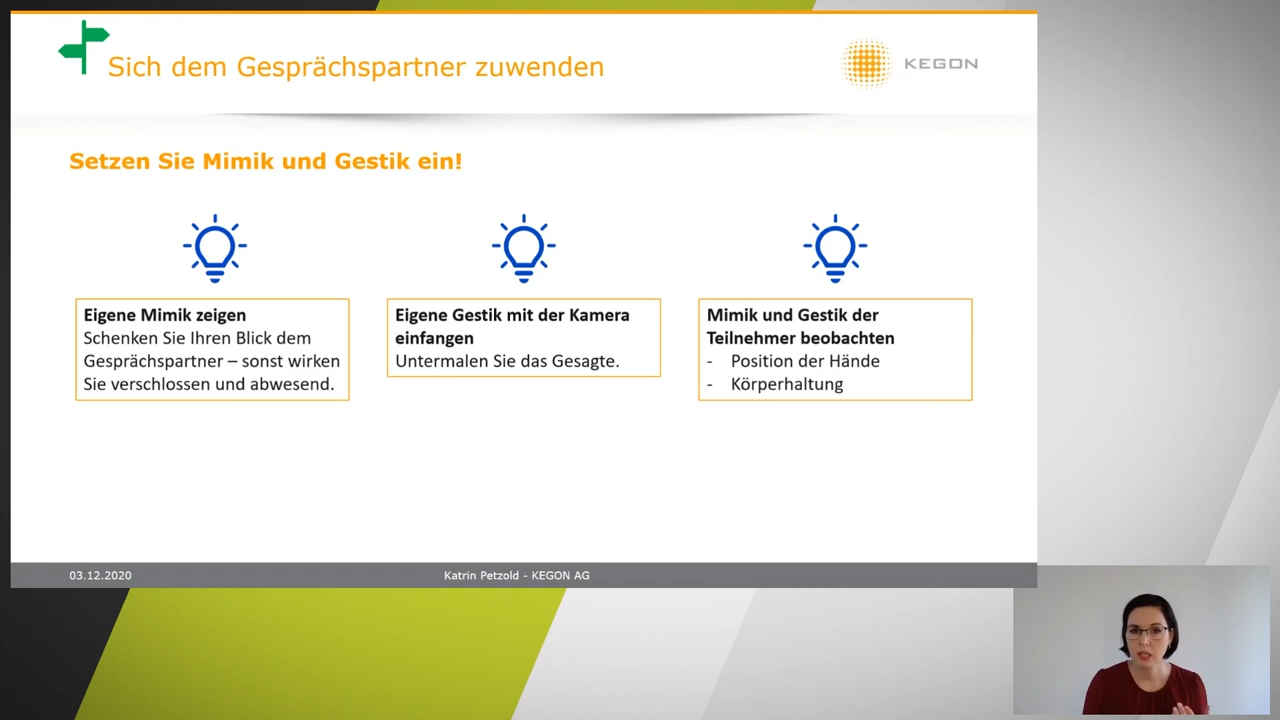 Sich dem Gesprächspartner zuwenden
KEGON
Setzen Sie Mimik und Gestik ein!
Eigene Mimik zeigen
Schenken Sie Ihren Blick dem
Gesprächspartner – sonst wirken
Sie verschlossen und abwesend.
Eigene Gestik mit der Kamera
einfangen
Untermalen Sie das Gesagte.
Mimik und Gestik der
Teilnehmer beobachten
- Position der Hände
- Körperhaltung
03.12.2020
Katrin Petzold - KEGON AG